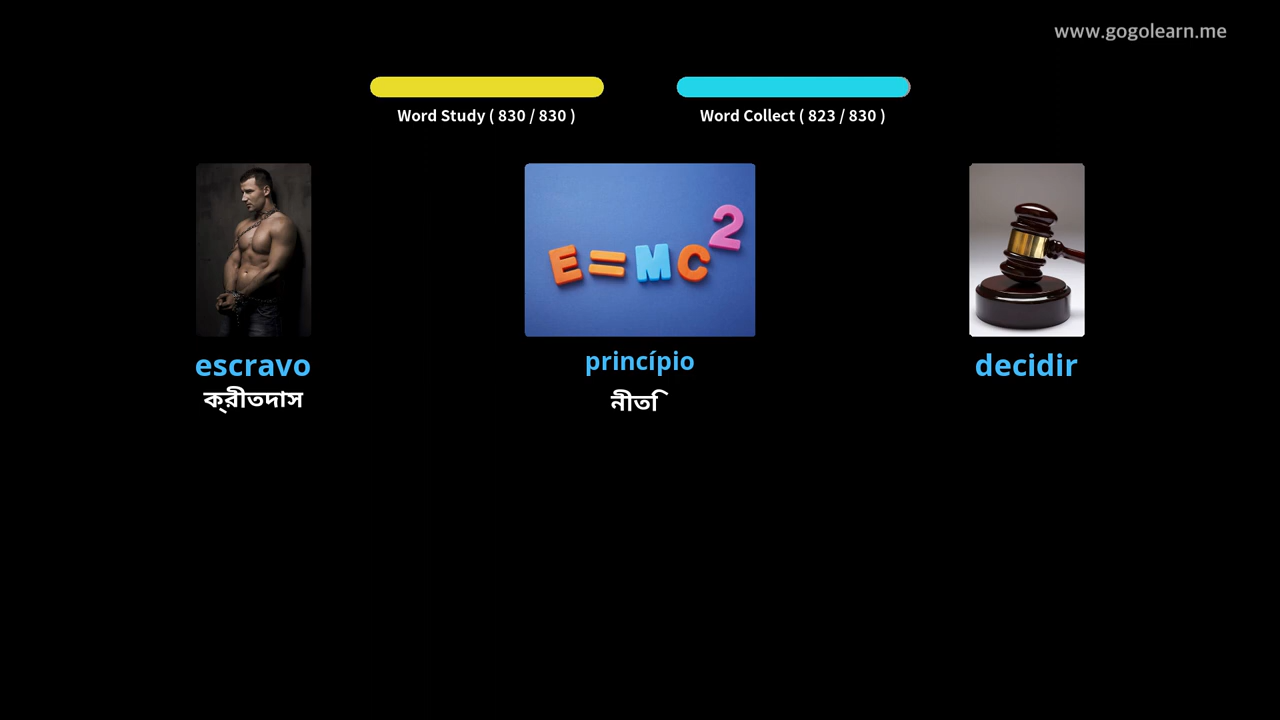 www.gogolearn.me
Word Study ( 830 / 830 )
Word Collect ( 823 / 830 )
E=MC2
escravo
princípio
decidir
ক্রীতদাস
নীতি